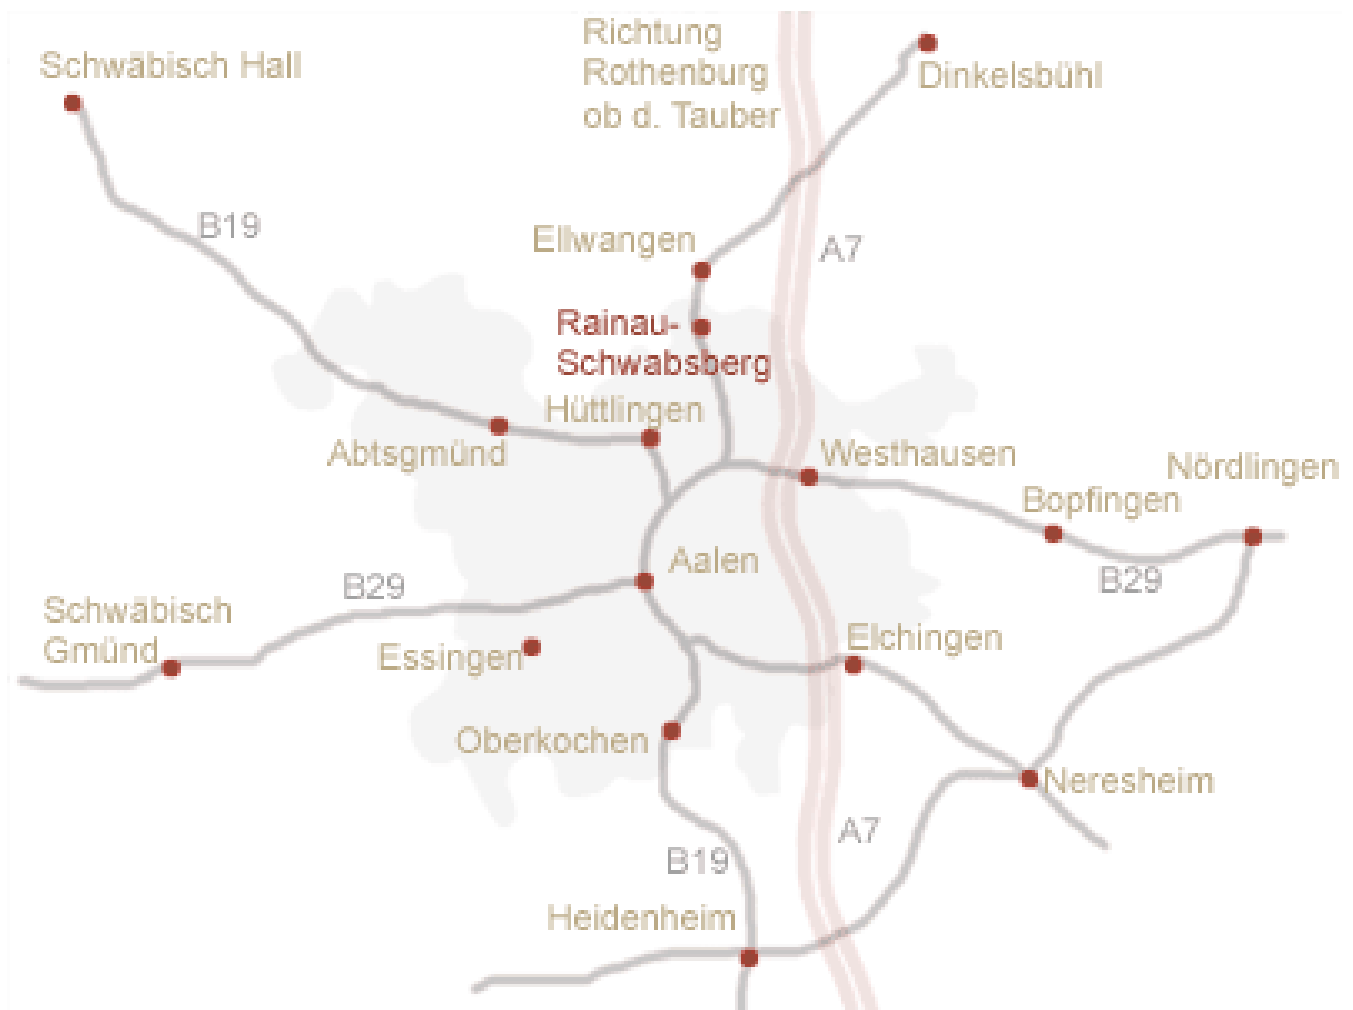 Richtung
Rothenburg
ob d. Tauber
Schwäbisch Hall
Dinkelsbühl
B19
Ellwangen
A7
Rainau-
Schwabsberg
Hüttlingen
Abtsgmünd
Westhausen
Nördlingen
Bopfingen
Aalen
B29
B29
Schwäbisch
Gmünd
Essingen
Elchingen
Oberkochen
Neresheim
A7
B19
Heidenheim